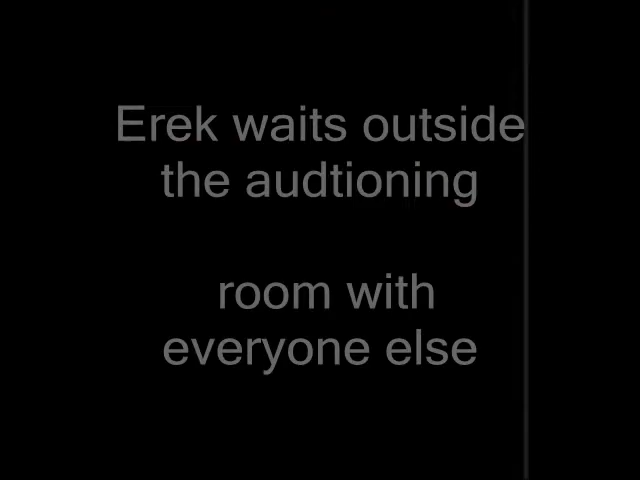 Erek waits outside
the audtioning
room with
everyone else